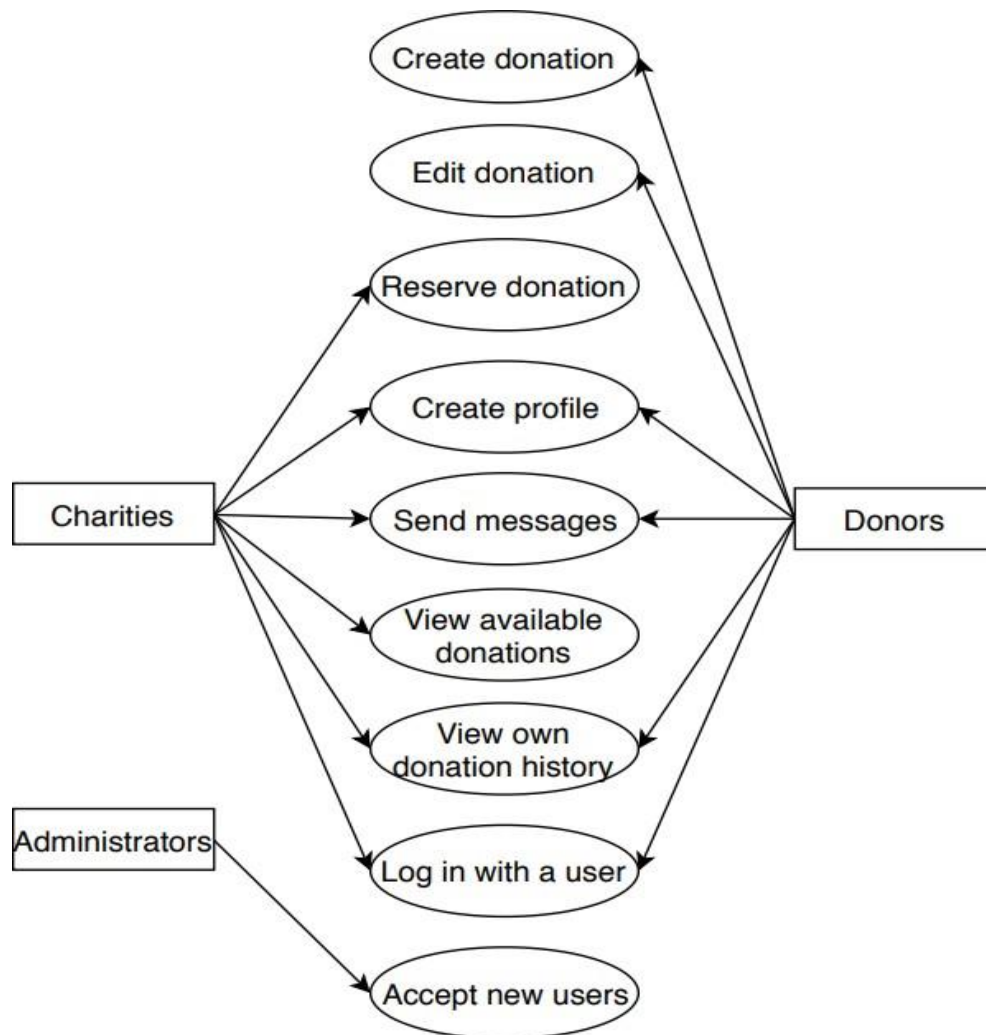 Create donation
Edit donation
Reserve donation
Create profile
Charities
Send messages
Donors
View available
donations
View own
donation history
Administrators
Log in with a user
Accept new users